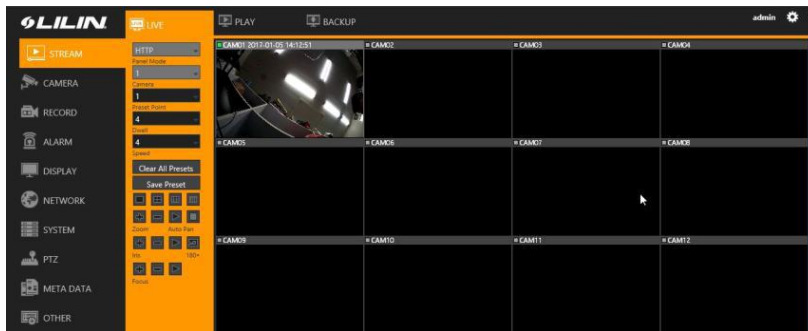 LILIN
LIVE
PLAY
BACKUP
admin
STREAM
CAMERA
RECORD
ALARM
DISPLAY
NETWORK
SYSTEM
PTZ
META DATA
OTHER
HTTP
Panel Mode
1
Camera
1
Preset Point
4
Dwell
4
Speed
Clear All Presets
Save Preset
Zoom Auto Pan
Iris 180+
Focus
CAM01 2017-01-05 14:12:51
CAM02
CAM03
CAM04
CAM05
CAM06
CAM07
CAM08
CAM09
CAM10
CAM11
CAM12